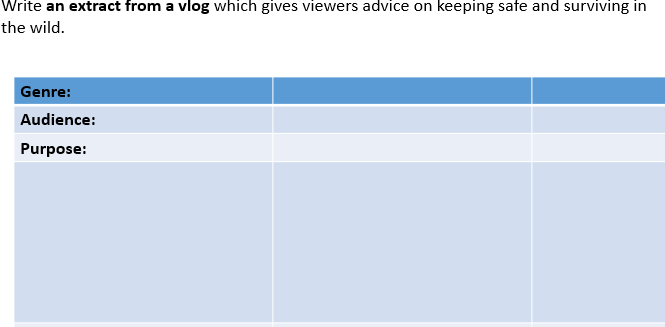 Write an extract from a vlog which gives viewers advice on keeping safe and surviving in
the wild.
Genre:
Audience:
Purpose: